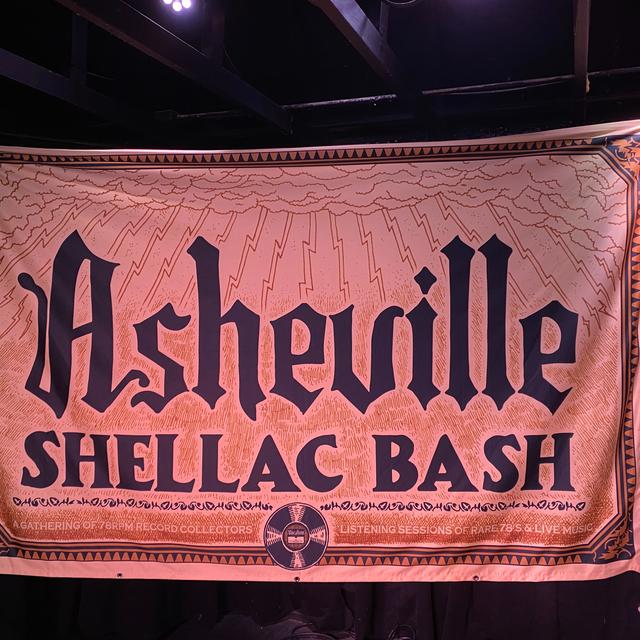 Asheville
SHELLAC BASH
A GATHERING OF 78RPM RECORD COLLECTORS LISTENING SESSIONS OF RARE 78'S & LIVE MUSIC